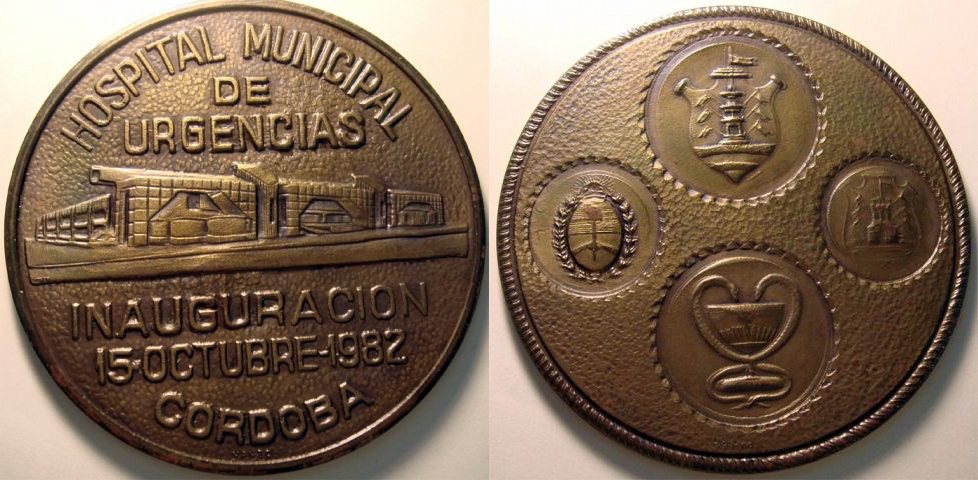 HOSPITAL MUNICIPAL
DE
URGENCIAS
INAUGURACION
15·OCTUBRE-1982
CORDOBA